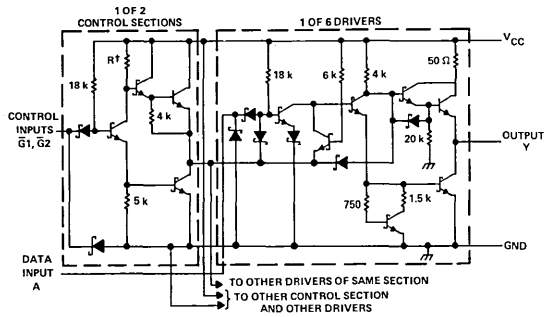 1 OF 2
CONTROL SECTIONS
1 OF 6 DRIVERS
VCC
R†
18 k
4 k
5 k
CONTROL
INPUTS
G̅1, G̅2
18 k
6 k
4 k
50 Ω
20 k
OUTPUT
Y
750
1.5 k
GND
DATA
INPUT
A
TO OTHER DRIVERS OF SAME SECTION
TO OTHER CONTROL SECTION
AND OTHER DRIVERS